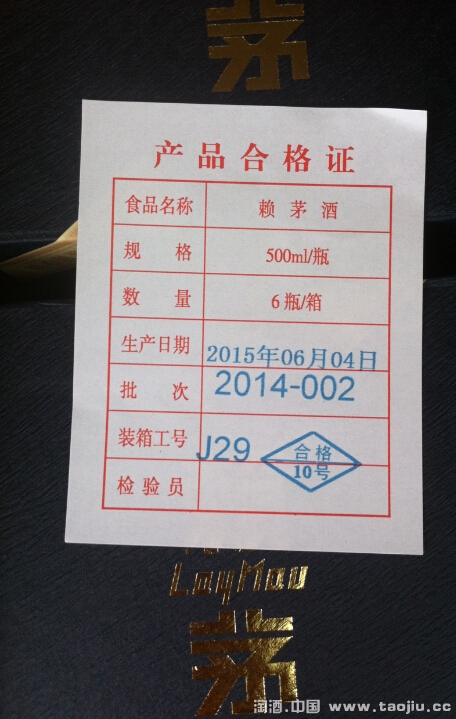 茅
产品合格证
食品名称 赖茅酒
规格 500ml/瓶
数量 6瓶/箱
生产日期 2015年06月04日
批次 2014-002
装箱工号 J29
合格
10号
检验员
LayMau
茅
淘酒.中国 www.taojiu.cc